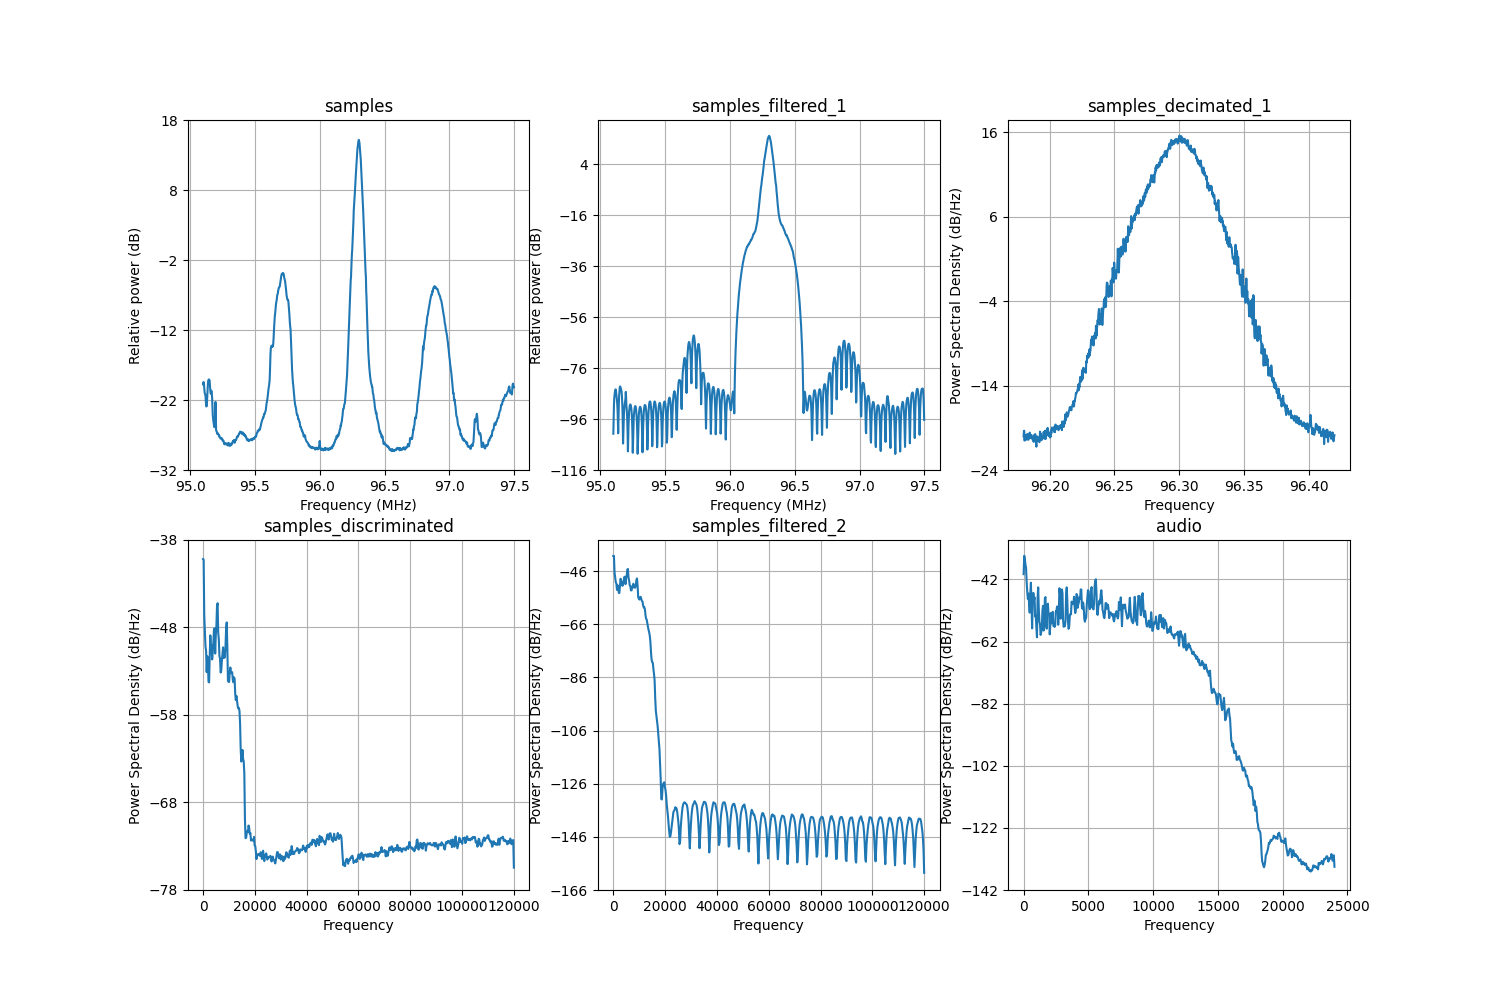 samples
18
8
−2
−12
−22
−32
95.0 95.5 96.0 96.5 97.0 97.5
Relative power (dB)
Frequency (MHz)
samples_filtered_1
4
−16
−36
−56
−76
−96
−116
95.0 95.5 96.0 96.5 97.0 97.5
Relative power (dB)
Frequency (MHz)
samples_decimated_1
16
6
−4
−14
−24
96.20 96.25 96.30 96.35 96.40
Power Spectral Density (dB/Hz)
Frequency
samples_discriminated
−38
−48
−58
−68
−78
0 20000 40000 60000 80000 100000 120000
Power Spectral Density (dB/Hz)
Frequency
samples_filtered_2
−46
−66
−86
−106
−126
−146
−166
0 20000 40000 60000 80000 100000 120000
Power Spectral Density (dB/Hz)
Frequency
audio
−42
−62
−82
−102
−122
−142
0 5000 10000 15000 20000 25000
Power Spectral Density (dB/Hz)
Frequency